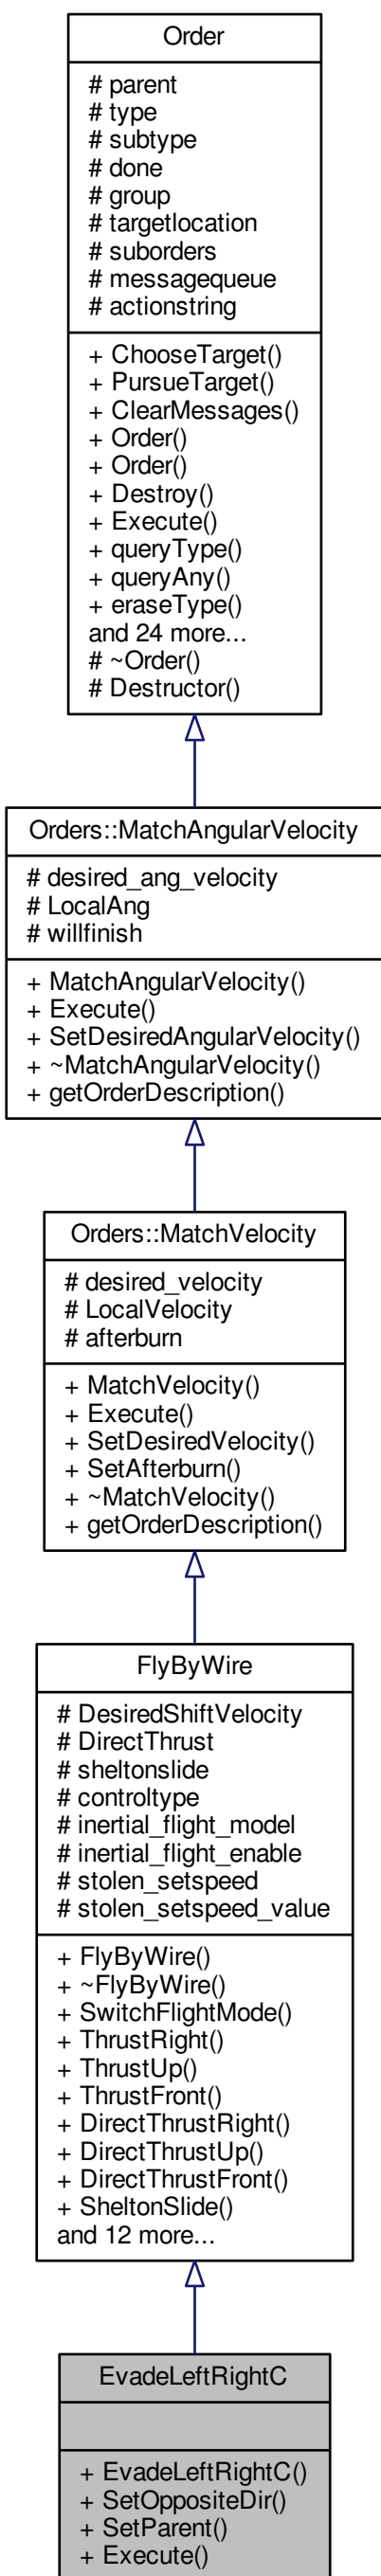 Order
# parent
# type
# subtype
# done
# group
# targetlocation
# suborders
# messagequeue
# actionstring
+ ChooseTarget()
+ PursueTarget()
+ ClearMessages()
+ Order()
+ Order()
+ Destroy()
+ Execute()
+ queryType()
+ queryAny()
+ eraseType()
and 24 more...
# ~Order()
# Destructor()
Orders::MatchAngularVelocity
# desired_ang_velocity
# LocalAng
# willfinish
+ MatchAngularVelocity()
+ Execute()
+ SetDesiredAngularVelocity()
+ ~MatchAngularVelocity()
+ getOrderDescription()
Orders::MatchVelocity
# desired_velocity
# LocalVelocity
# afterburn
+ MatchVelocity()
+ Execute()
+ SetDesiredVelocity()
+ SetAfterburn()
+ ~MatchVelocity()
+ getOrderDescription()
FlyByWire
# DesiredShiftVelocity
# DirectThrust
# sheltonslide
# controltype
# inertial_flight_model
# inertial_flight_enable
# stolen_setspeed
# stolen_setspeed_value
+ FlyByWire()
+ ~FlyByWire()
+ SwitchFlightMode()
+ ThrustRight()
+ ThrustUp()
+ ThrustFront()
+ DirectThrustRight()
+ DirectThrustUp()
+ DirectThrustFront()
+ SheltonSlide()
and 12 more...
EvadeLeftRightC
+ EvadeLeftRightC()
+ SetOppositeDir()
+ SetParent()
+ Execute()